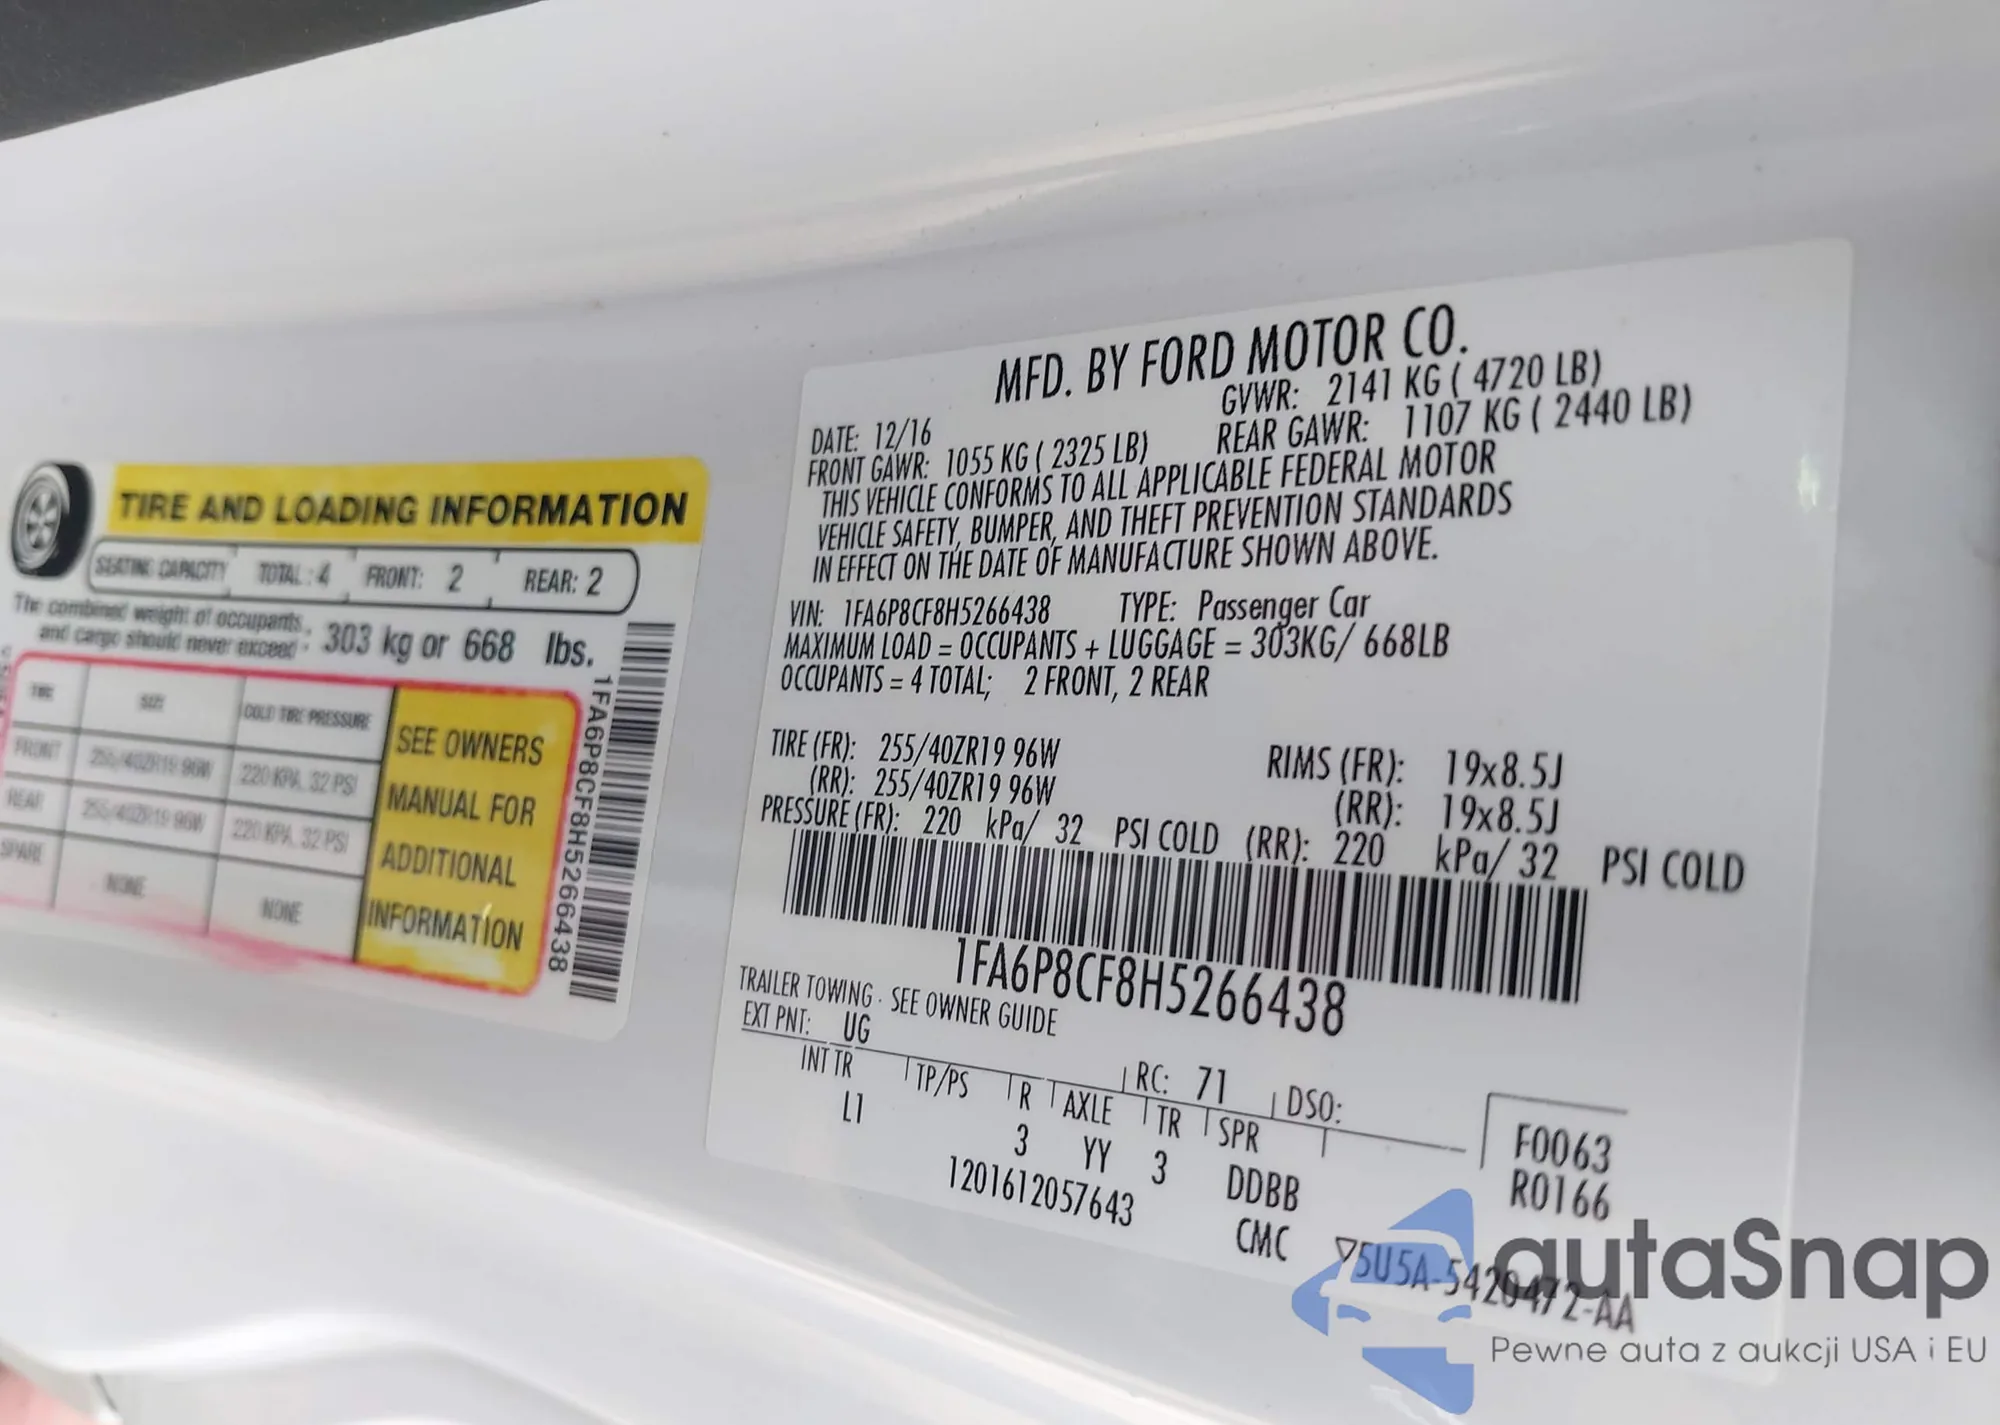 TIRE AND LOADING INFORMATION
SEATING CAPACITY TOTAL: 4 FRONT: 2 REAR: 2
The combined weight of occupants
and cargo should never exceed: 303 kg or 668 lbs.
TIRE SIZE COLD TIRE PRESSURE
FRONT 255/40ZR19 96W 220 KPA, 32 PSI
REAR 255/40ZR19 96W 220 KPA, 32 PSI
SPARE NONE NONE
SEE OWNERS
MANUAL FOR
ADDITIONAL
INFORMATION
1FA6P8CF8H5266438
MFD. BY FORD MOTOR CO.
DATE: 12/16 GVWR: 2141 KG ( 4720 LB)
FRONT GAWR: 1055 KG ( 2325 LB) REAR GAWR: 1107 KG ( 2440 LB)
THIS VEHICLE CONFORMS TO ALL APPLICABLE FEDERAL MOTOR
VEHICLE SAFETY, BUMPER, AND THEFT PREVENTION STANDARDS
IN EFFECT ON THE DATE OF MANUFACTURE SHOWN ABOVE.
VIN: 1FA6P8CF8H5266438 TYPE: Passenger Car
MAXIMUM LOAD = OCCUPANTS + LUGGAGE = 303KG/ 668LB
OCCUPANTS = 4 TOTAL; 2 FRONT, 2 REAR
TIRE (FR): 255/40ZR19 96W RIMS (FR): 19x8.5J
(RR): 255/40ZR19 96W (RR): 19x8.5J
PRESSURE (FR): 220 kPa/ 32 PSI COLD (RR): 220 kPa/ 32 PSI COLD
1FA6P8CF8H5266438
TRAILER TOWING - SEE OWNER GUIDE
EXT PNT: UG RC: 71 DSO:
INT TR TP/PS R AXLE TR SPR
L1 3 YY 3 DDBB
F0063
R0166
1201612057643 CMC
▽5U5A-5420472-AA
autaSnap
Pewne auta z aukcji USA i EU